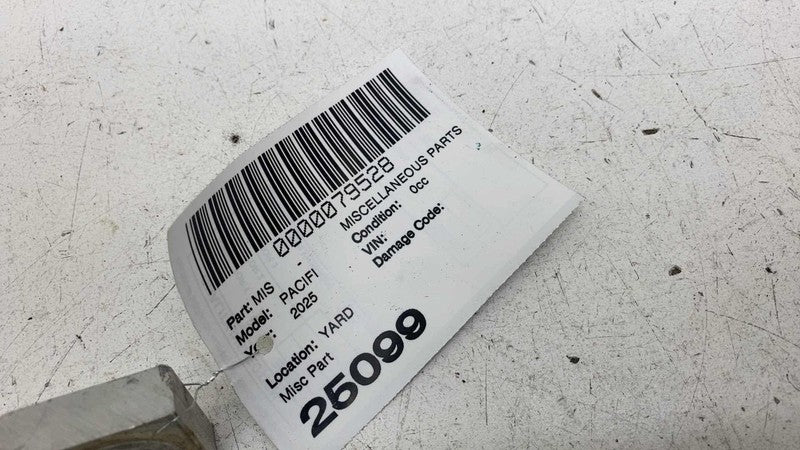 0000079528
Part: MIS - MISCELLANEOUS PARTS
Model: PACIFI Condition: 0cc
2025 VIN:
Damage Code:
Location: YARD
Misc Part
25099